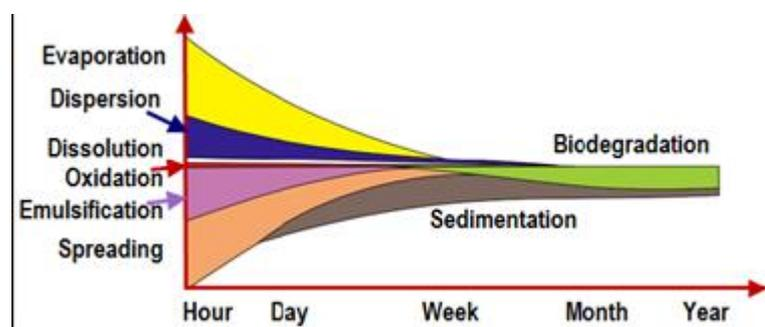 Evaporation
Dispersion
Dissolution
Oxidation
Emulsification
Spreading
Biodegradation
Sedimentation
Hour Day Week Month Year